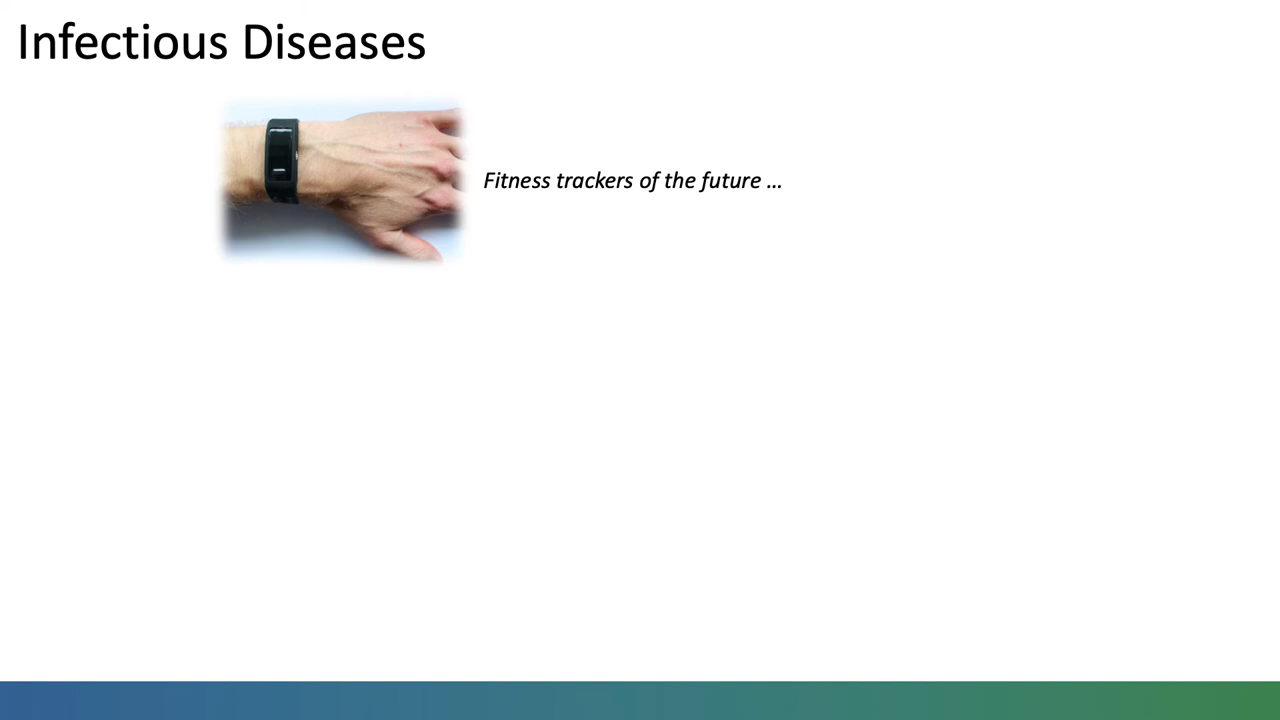 Infectious Diseases
Fitness trackers of the future …